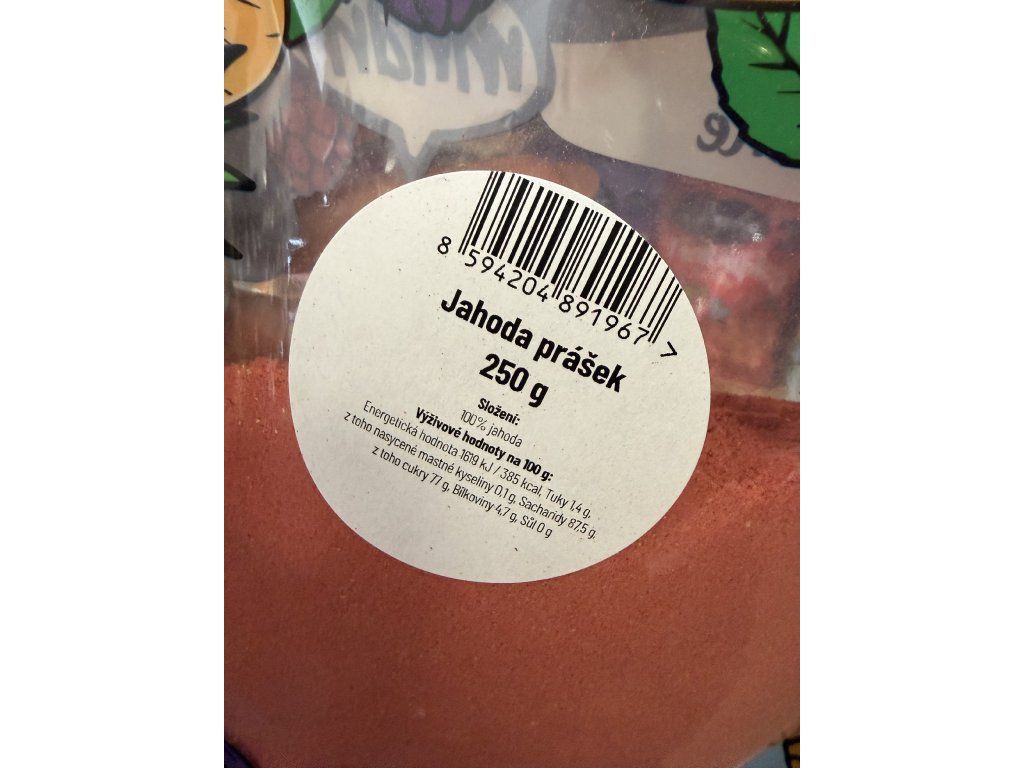 mňam
8 594204 891967 >
Jahoda prášek
250 g
Složení:
100% jahoda
Výživové hodnoty na 100 g:
Energetická hodnota 1619 kJ / 385 kcal, Tuky 1,4 g,
z toho nasycené mastné kyseliny 0,1 g, Sacharidy 87,5 g,
z toho cukry 77 g, Bílkoviny 4,7 g, Sůl 0 g